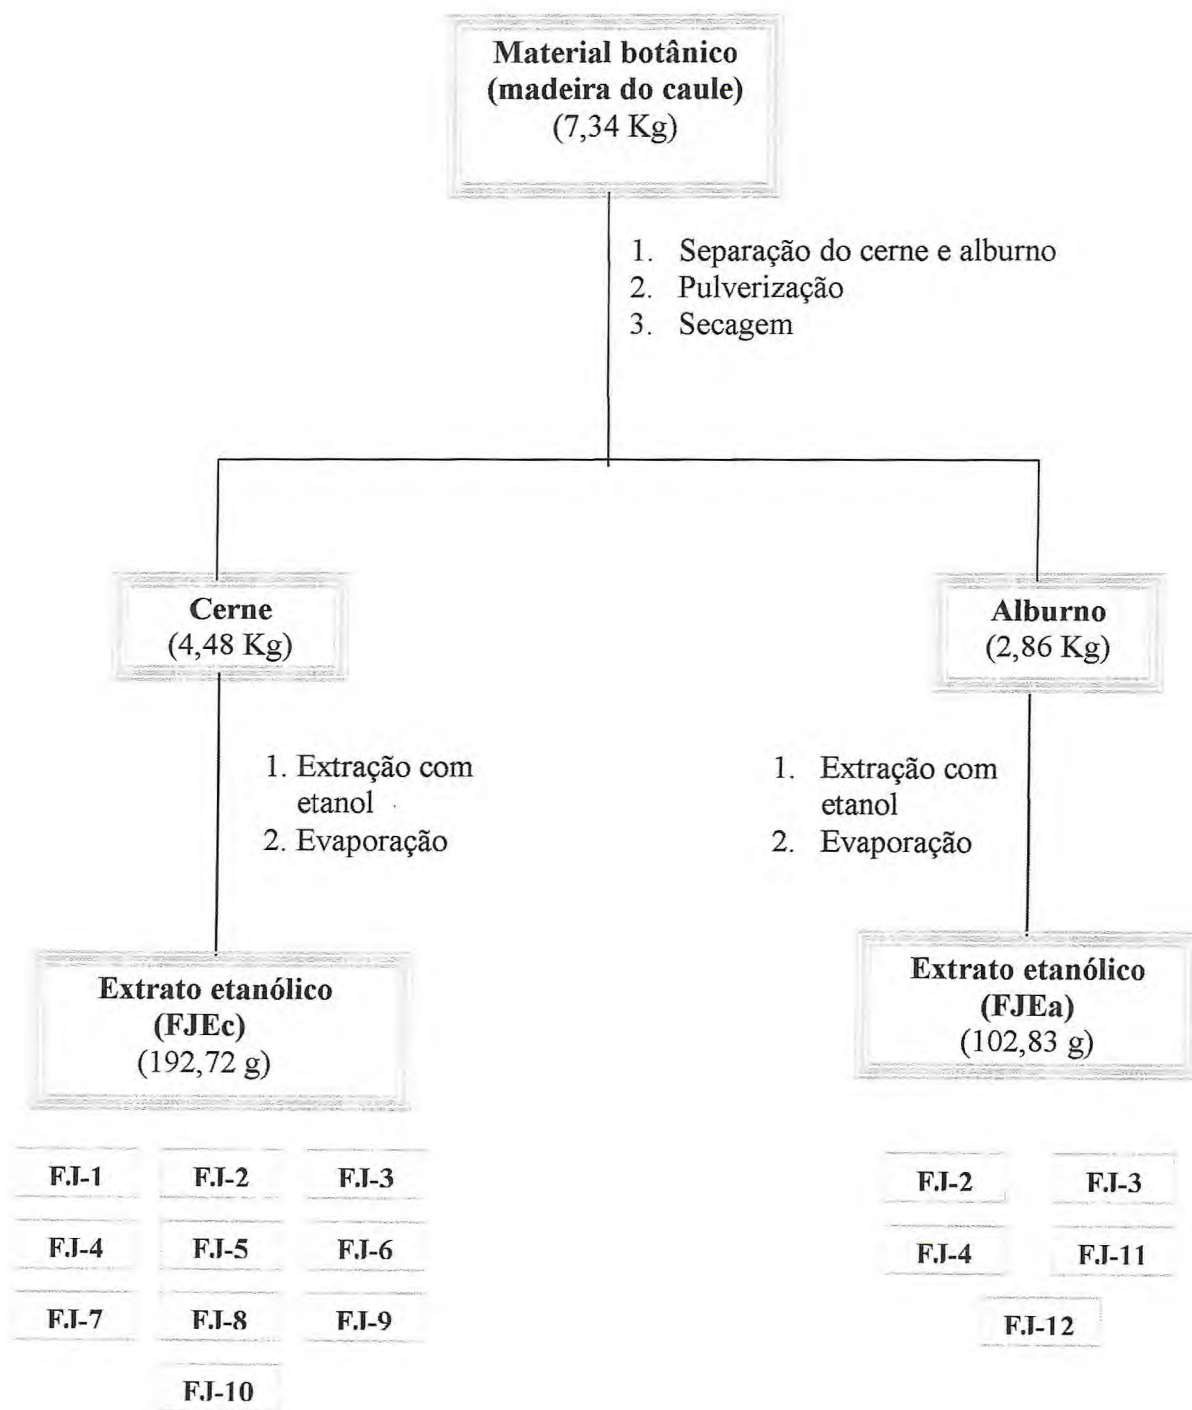 Material botânico
(madeira do caule)
(7,34 Kg)
1. Separação do cerne e alburno
2. Pulverização
3. Secagem
Cerne
(4,48 Kg)
Alburno
(2,86 Kg)
1. Extração com
etanol
2. Evaporação
1. Extração com
etanol
2. Evaporação
Extrato etanólico
(FJEc)
(192,72 g)
Extrato etanólico
(FJEa)
(102,83 g)
FJ-1 FJ-2 FJ-3
FJ-4 FJ-5 FJ-6
FJ-7 FJ-8 FJ-9
FJ-10
FJ-2 FJ-3
FJ-4 FJ-11
FJ-12